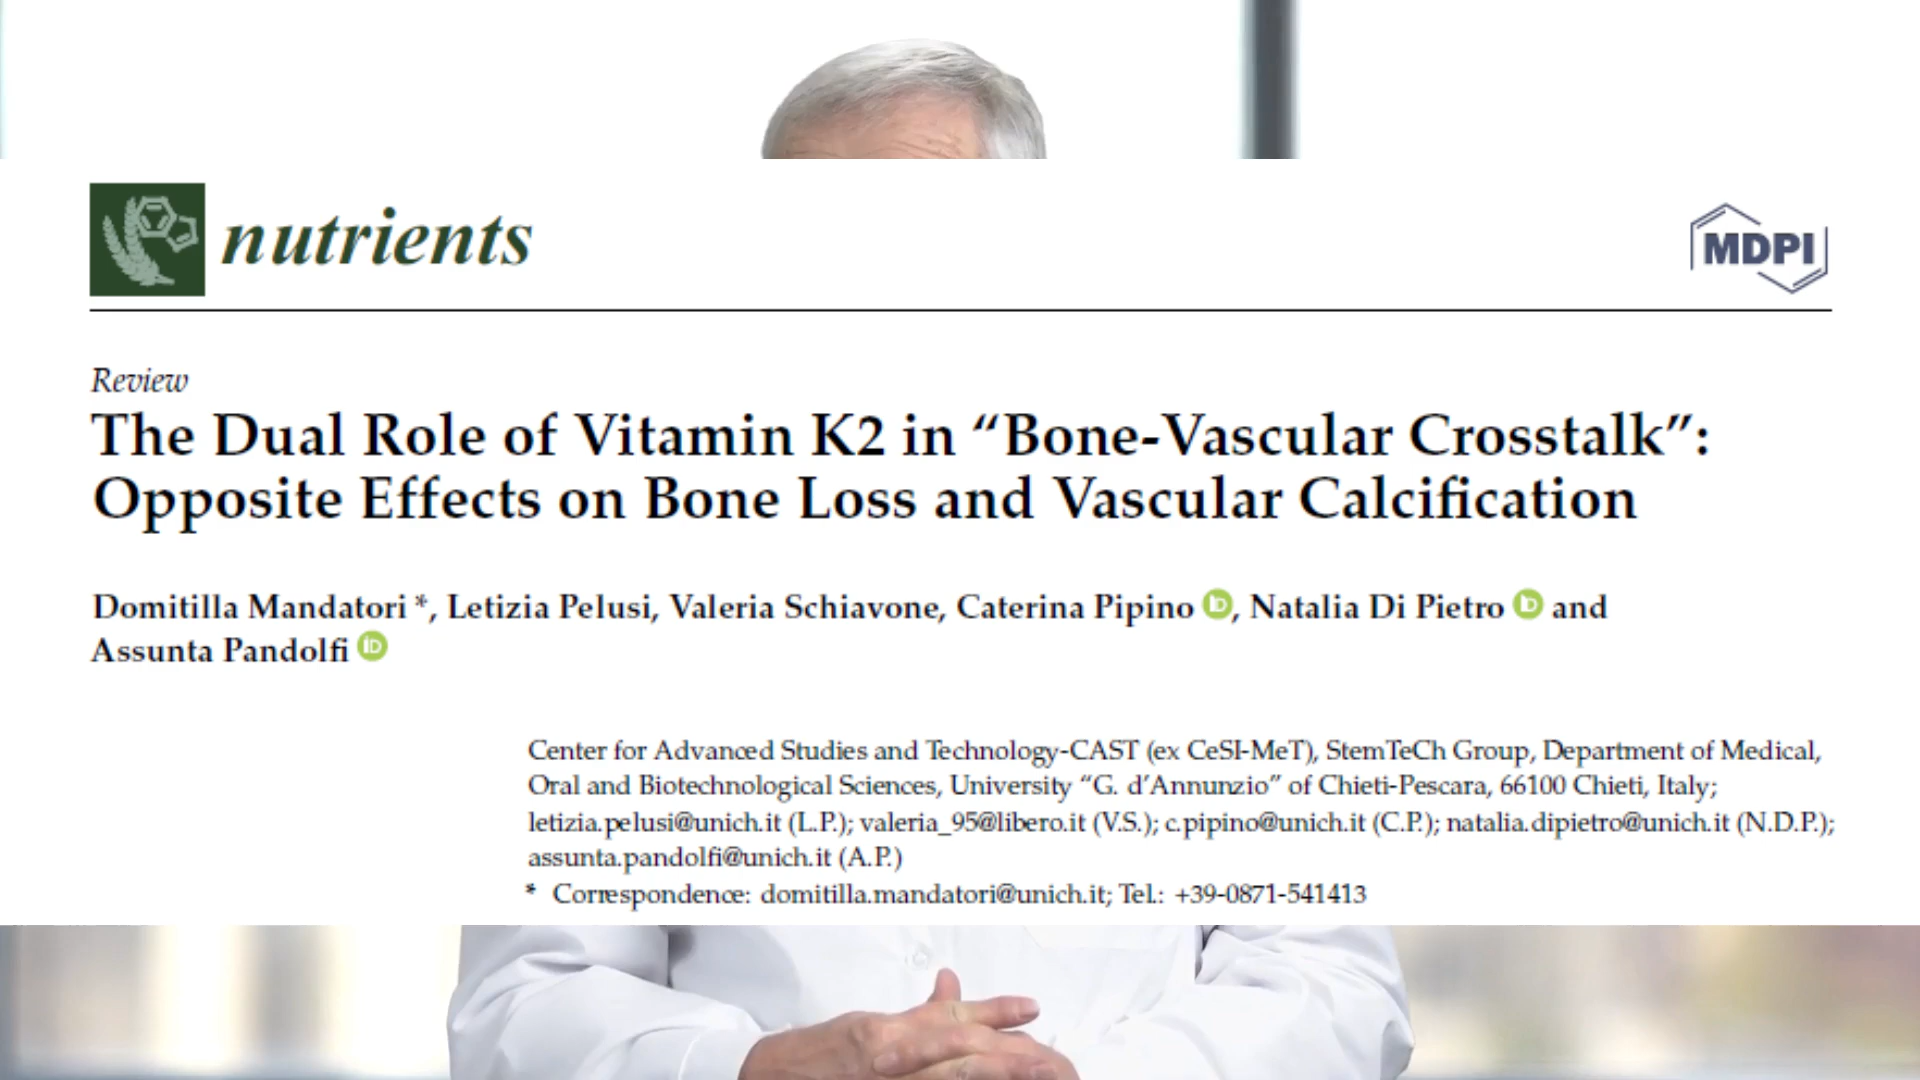 nutrients
MDPI
Review
The Dual Role of Vitamin K2 in “Bone-Vascular Crosstalk”:
Opposite Effects on Bone Loss and Vascular Calcification
Domitilla Mandatori *, Letizia Pelusi, Valeria Schiavone, Caterina Pipino iD, Natalia Di Pietro iD and
Assunta Pandolfi iD
Center for Advanced Studies and Technology-CAST (ex CeSI-MeT), StemTeCh Group, Department of Medical,
Oral and Biotechnological Sciences, University “G. d’Annunzio” of Chieti-Pescara, 66100 Chieti, Italy;
letizia.pelusi@unich.it (L.P.); valeria_95@libero.it (V.S.); c.pipino@unich.it (C.P.); natalia.dipietro@unich.it (N.D.P.);
assunta.pandolfi@unich.it (A.P.)
* Correspondence: domitilla.mandatori@unich.it; Tel.: +39-0871-541413